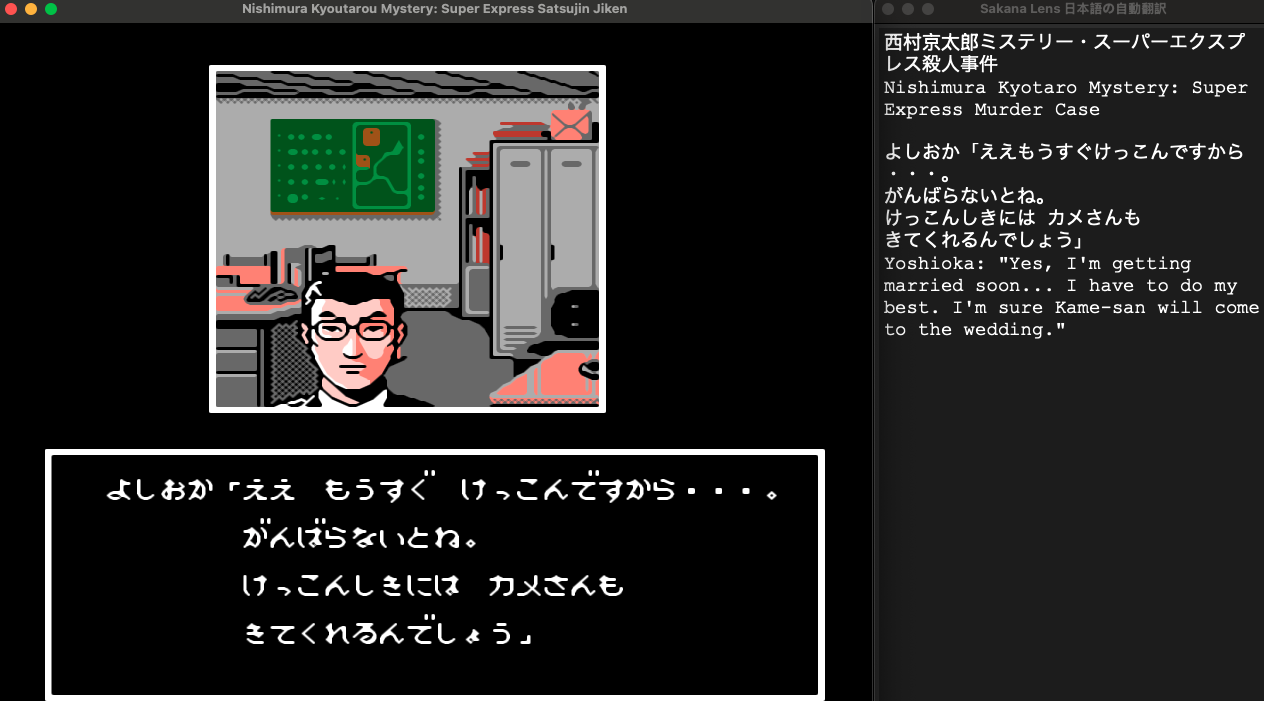 Nishimura Kyoutarou Mystery: Super Express Satsujin Jiken
よしおか「ええ もうすぐ けっこんですから・・・。
がんばらないとね。
けっこんしきには カメさんも
きてくれるんでしょう」
Sakana Lens 日本語の自動翻訳
西村京太郎ミステリー・スーパーエクスプ
レス殺人事件
Nishimura Kyotaro Mystery: Super
Express Murder Case
よしおか「ええもうすぐけっこんですから
・・・。
がんばらないとね。
けっこんしきには カメさんも
きてくれるんでしょう」
Yoshioka: "Yes, I'm getting
married soon... I have to do my
best. I'm sure Kame-san will come
to the wedding."